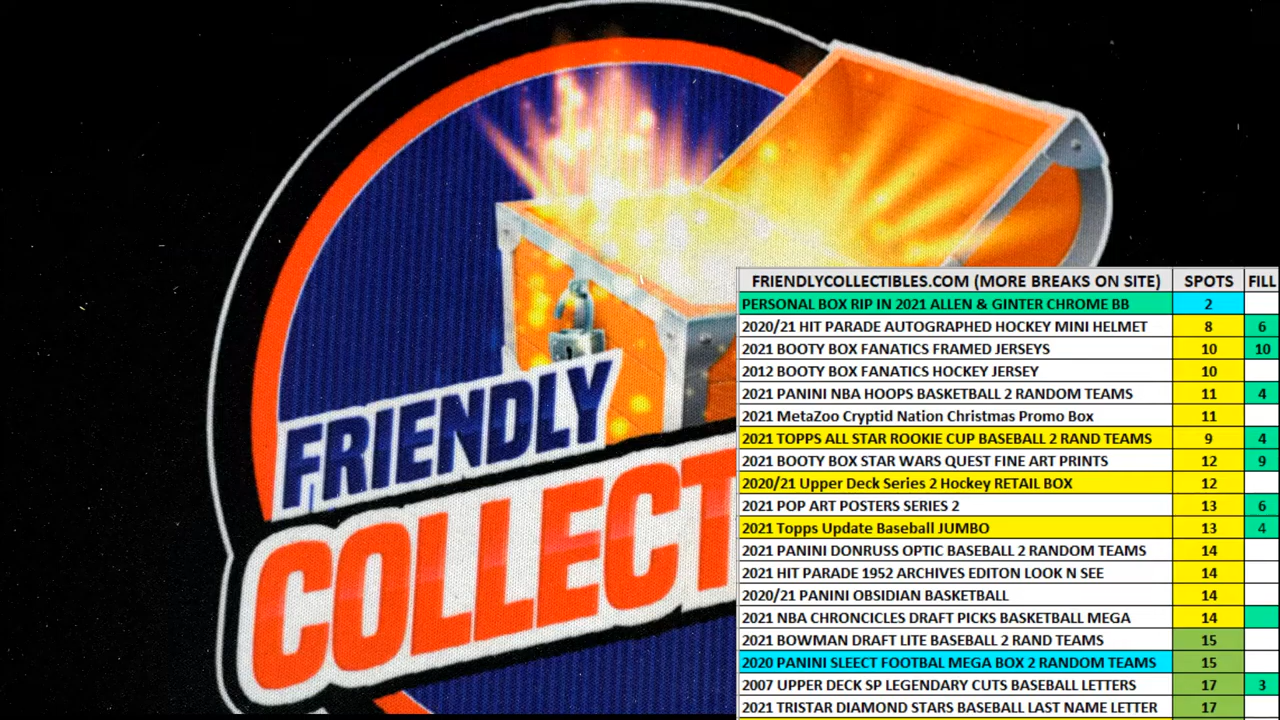 FRIENDLY
COLLECT
FRIENDLYCOLLECTIBLES.COM (MORE BREAKS ON SITE) SPOTS FILL
PERSONAL BOX RIP IN 2021 ALLEN & GINTER CHROME BB 2
2020/21 HIT PARADE AUTOGRAPHED HOCKEY MINI HELMET 8 6
2021 BOOTY BOX FANATICS FRAMED JERSEYS 10 10
2012 BOOTY BOX FANATICS HOCKEY JERSEY 10
2021 PANINI NBA HOOPS BASKETBALL 2 RANDOM TEAMS 11 4
2021 MetaZoo Cryptid Nation Christmas Promo Box 11
2021 TOPPS ALL STAR ROOKIE CUP BASEBALL 2 RAND TEAMS 9 4
2021 BOOTY BOX STAR WARS QUEST FINE ART PRINTS 12 9
2020/21 Upper Deck Series 2 Hockey RETAIL BOX 12
2021 POP ART POSTERS SERIES 2 13 6
2021 Topps Update Baseball JUMBO 13 4
2021 PANINI DONRUSS OPTIC BASEBALL 2 RANDOM TEAMS 14
2021 HIT PARADE 1952 ARCHIVES EDITON LOOK N SEE 14
2020/21 PANINI OBSIDIAN BASKETBALL 14
2021 NBA CHRONCICLES DRAFT PICKS BASKETBALL MEGA 14
2021 BOWMAN DRAFT LITE BASEBALL 2 RAND TEAMS 15
2020 PANINI SLEECT FOOTBAL MEGA BOX 2 RANDOM TEAMS 15
2007 UPPER DECK SP LEGENDARY CUTS BASEBALL LETTERS 17 3
2021 TRISTAR DIAMOND STARS BASEBALL LAST NAME LETTER 17